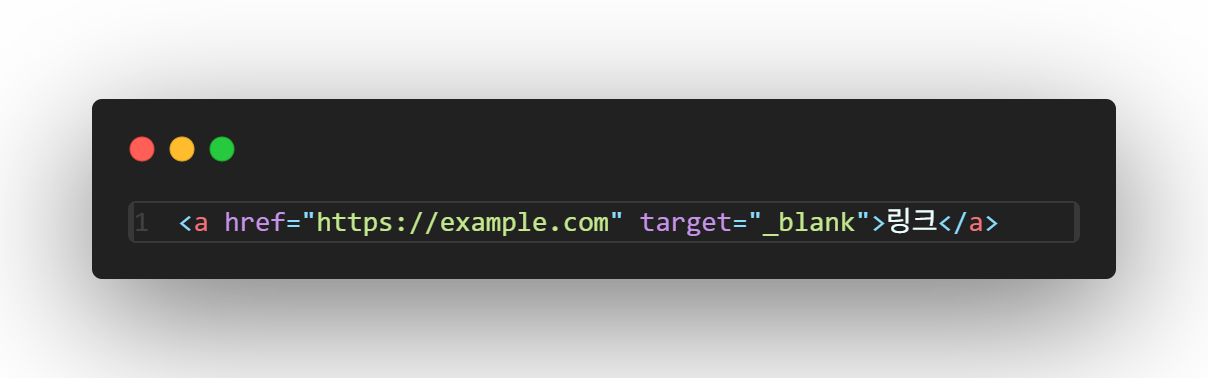 1 <a href="https://example.com" target="_blank">링크</a>